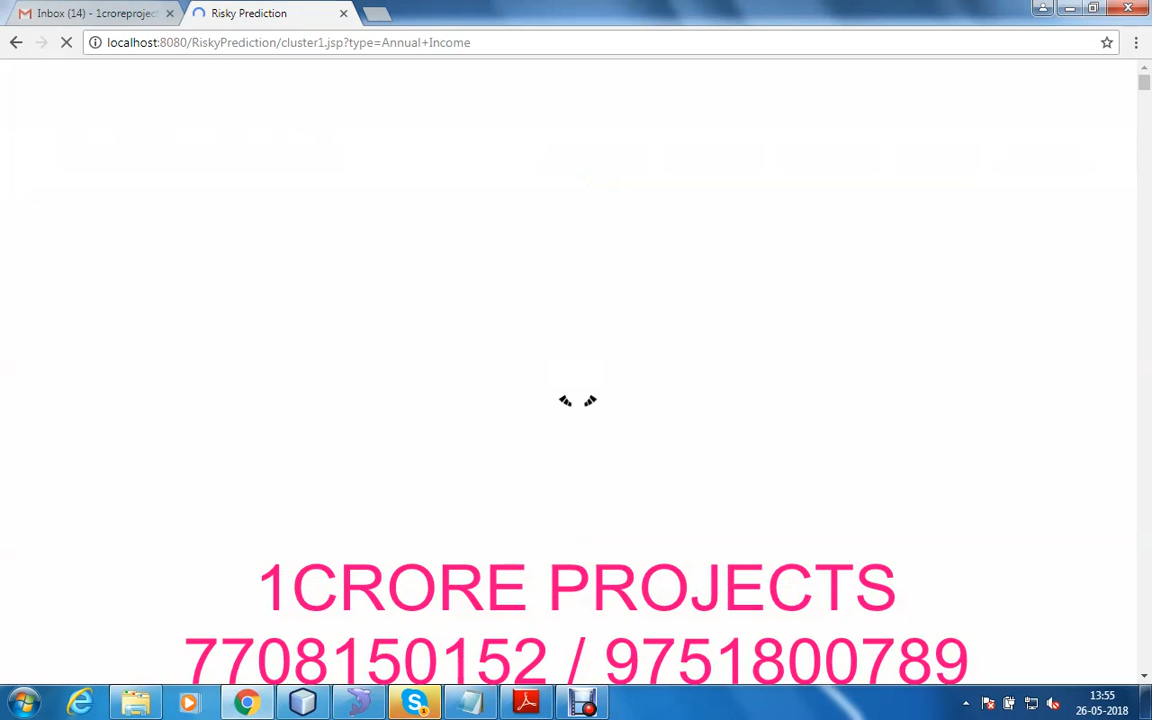 Inbox (14) - 1croreproject
Risky Prediction
localhost:8080/RiskyPrediction/cluster1.jsp?type=Annual+Income
1CRORE PROJECTS
7708150152 / 9751800789
13:55
26-05-2018